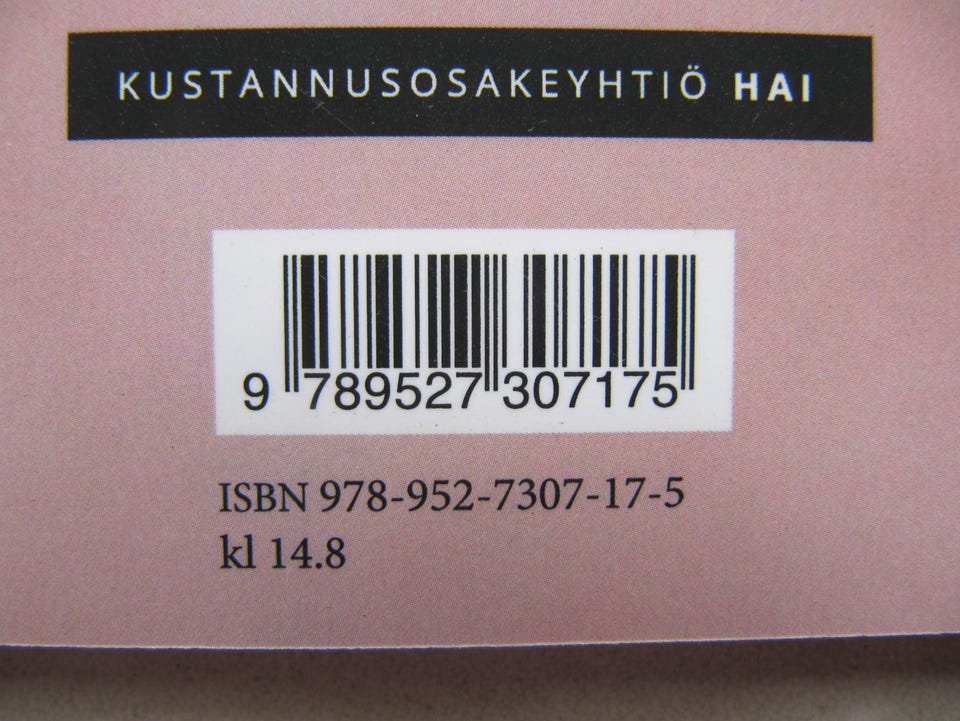 KUSTANNUSOSAKEYHTIÖ HAI
9 789527 307175
ISBN 978-952-7307-17-5
kl 14.8